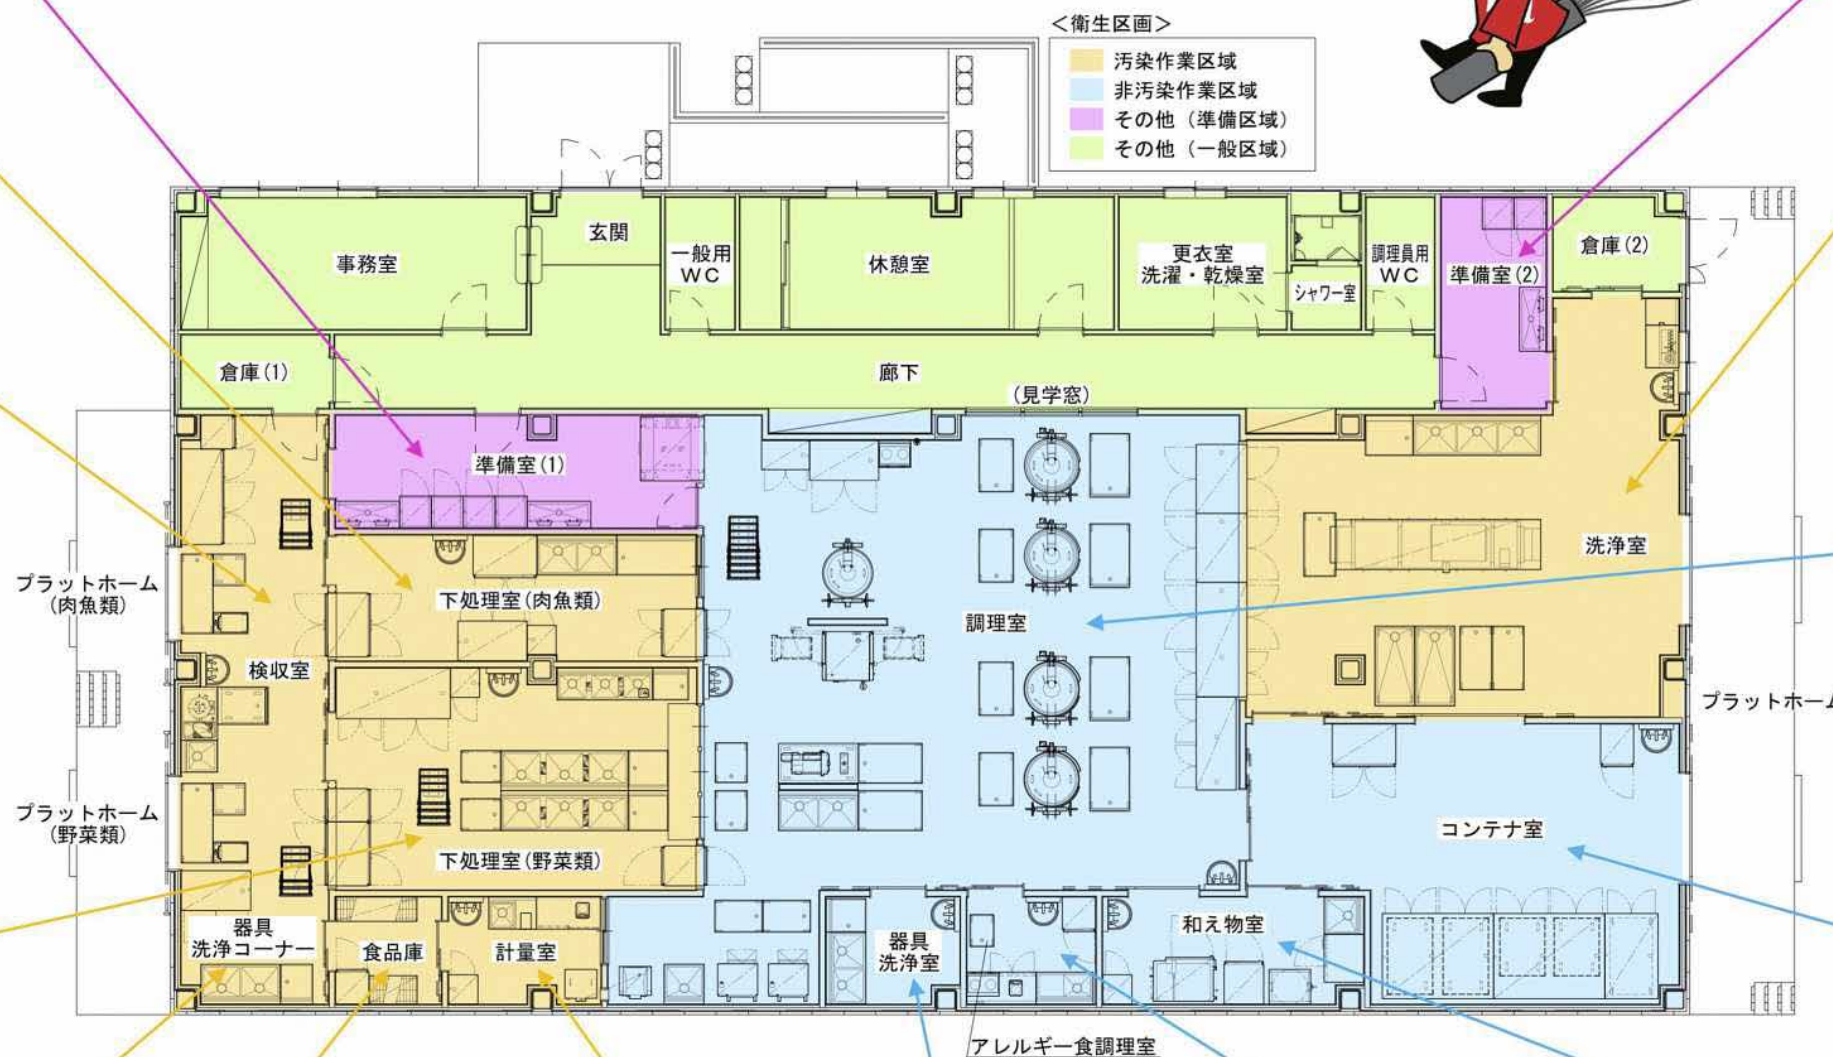 <衛生区画>
汚染作業区域
非汚染作業区域
その他（準備区域）
その他（一般区域）
事務室
玄関
一般用
WC
休憩室
更衣室
洗濯・乾燥室
シャワー室
調理員用
WC
準備室(2)
倉庫(2)
倉庫(1)
廊下
(見学窓)
準備室(1)
洗浄室
プラットホーム
(肉魚類)
下処理室(肉魚類)
調理室
検収室
プラットホーム
プラットホーム
(野菜類)
下処理室(野菜類)
コンテナ室
器具
洗浄コーナー
食品庫
計量室
器具
洗浄室
和え物室
アレルギー食調理室